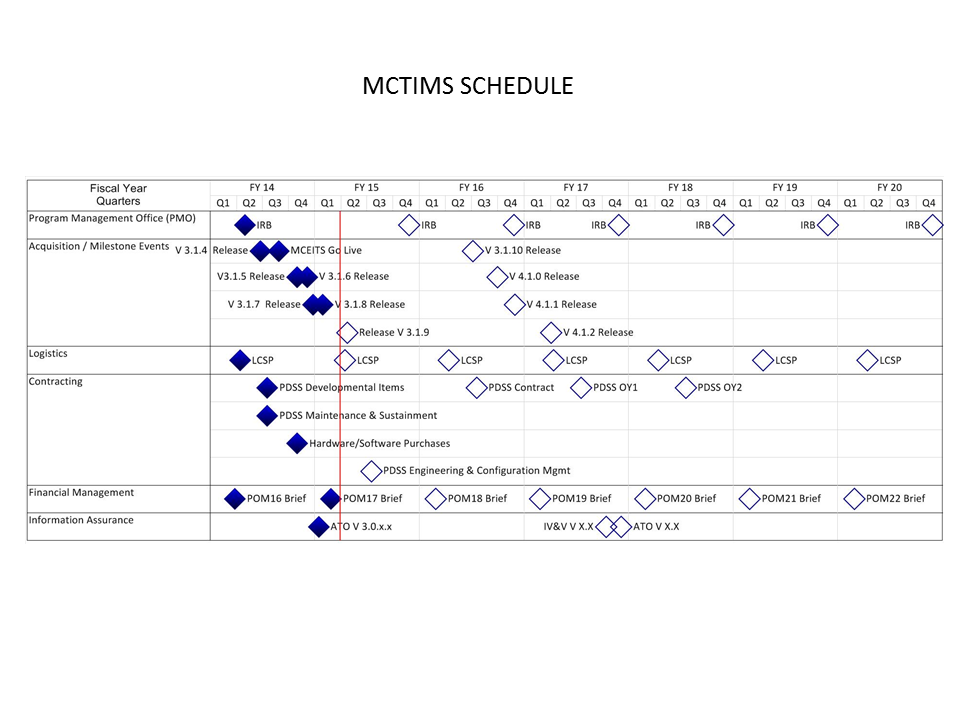 MCTIMS SCHEDULE
Fiscal Year FY 14 FY 15 FY 16 FY 17 FY 18 FY 19 FY 20
Quarters Q1 Q2 Q3 Q4 Q1 Q2 Q3 Q4 Q1 Q2 Q3 Q4 Q1 Q2 Q3 Q4 Q1 Q2 Q3 Q4 Q1 Q2 Q3 Q4 Q1 Q2 Q3 Q4
Program Management Office (PMO) IRB IRB IRB IRB IRB IRB IRB
Acquisition / Milestone Events V 3.1.4 Release MCEITS Go Live V 3.1.10 Release
V3.1.5 Release V 3.1.6 Release V 4.1.0 Release
V 3.1.7 Release V 3.1.8 Release V 4.1.1 Release
Release V 3.1.9 V 4.1.2 Release
Logistics LCSP LCSP LCSP LCSP LCSP LCSP LCSP
Contracting PDSS Developmental Items PDSS Contract PDSS OY1 PDSS OY2
PDSS Maintenance & Sustainment
Hardware/Software Purchases
PDSS Engineering & Configuration Mgmt
Financial Management POM16 Brief POM17 Brief POM18 Brief POM19 Brief POM20 Brief POM21 Brief POM22 Brief
Information Assurance ATO V 3.0.x.x IV&V V X.X ATO V X.X